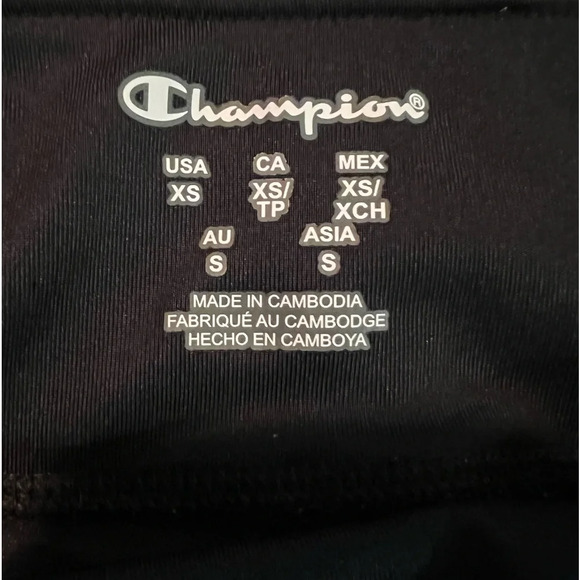 Champion®
USA CA MEX
XS XS/ XS/
TP XCH
AU ASIA
S S
MADE IN CAMBODIA
FABRIQUÉ AU CAMBODGE
HECHO EN CAMBOYA